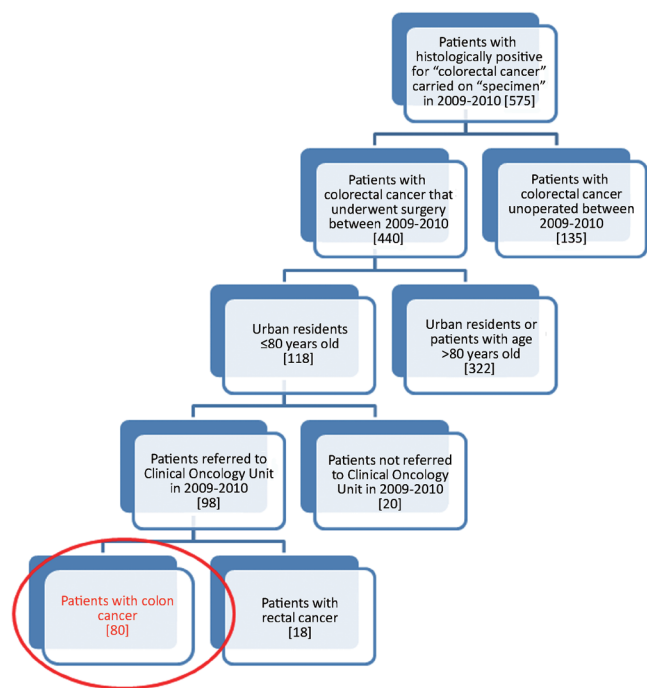 Patients with
histologically positive
for “colorectal cancer”
carried on “specimen”
in 2009-2010 [575]
Patients with
colorectal cancer that
underwent surgery
between 2009-2010
[440]
Patients with
colorectal cancer
unoperated between
2009-2010
[135]
Urban residents
≤80 years old
[118]
Urban residents or
patients with age
>80 years old
[322]
Patients referred to
Clinical Oncology Unit
in 2009-2010
[98]
Patients not referred
to Clinical Oncology
Unit in 2009-2010
[20]
Patients with colon
cancer
[80]
Patients with
rectal cancer
[18]